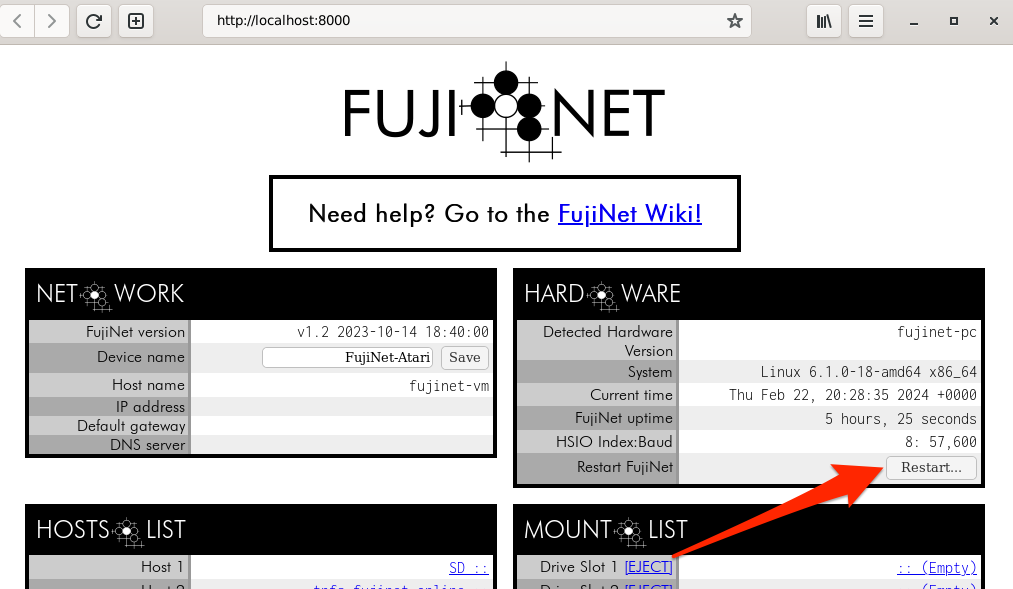 http://localhost:8000
FUJI NET
Need help? Go to the FujiNet Wiki!
NET WORK
FujiNet version v1.2 2023-10-14 18:40:00
Device name FujiNet-Atari Save
Host name fujinet-vm
IP address
Default gateway
DNS server
HARD WARE
Detected Hardware Version fujinet-pc
System Linux 6.1.0-18-amd64 x86_64
Current time Thu Feb 22, 20:28:35 2024 +0000
FujiNet uptime 5 hours, 25 seconds
HSIO Index:Baud 8: 57,600
Restart FujiNet Restart...
HOSTS LIST
Host 1 SD ::
Host 2 tnfs.fujinet.online
MOUNT LIST
Drive Slot 1 [EJECT] :: (Empty)
Drive Slot 2 [EJECT] :: (Empty)